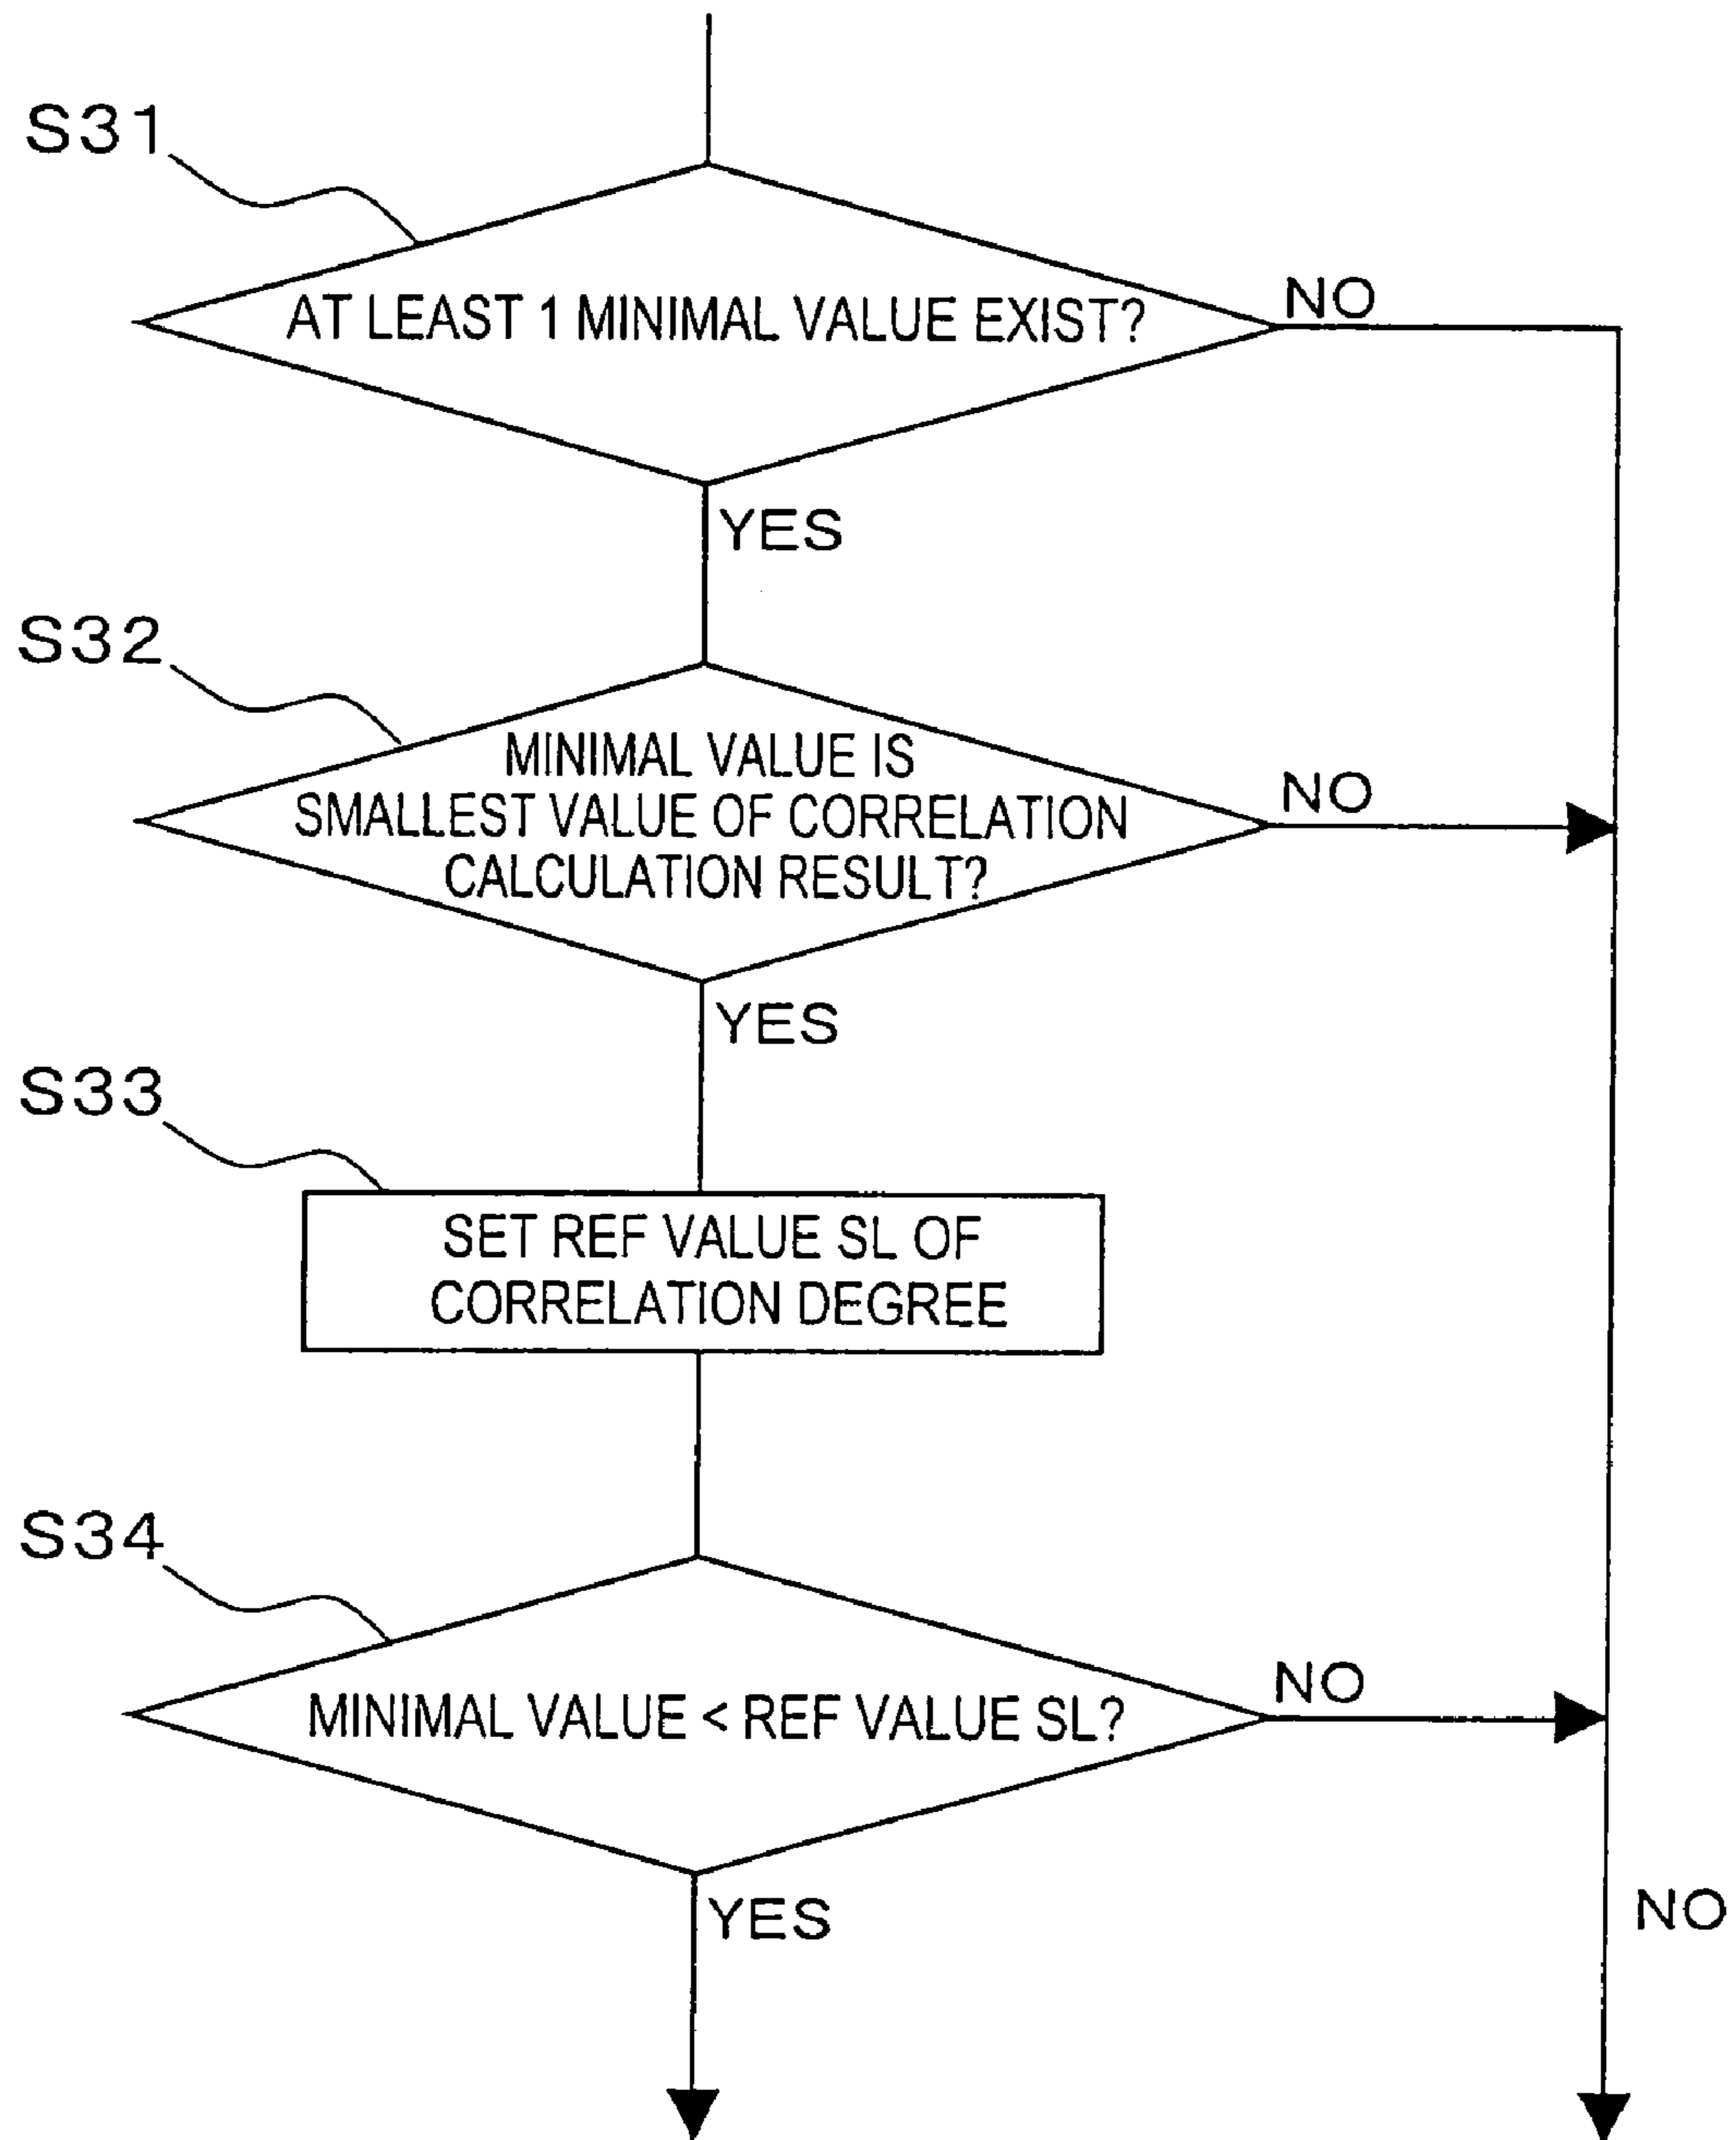 S31
AT LEAST 1 MINIMAL VALUE EXIST?
NO
YES
S32
MINIMAL VALUE IS
SMALLEST VALUE OF CORRELATION
CALCULATION RESULT?
NO
YES
S33
SET REF VALUE SL OF
CORRELATION DEGREE
S34
MINIMAL VALUE < REF VALUE SL?
NO
YES
NO